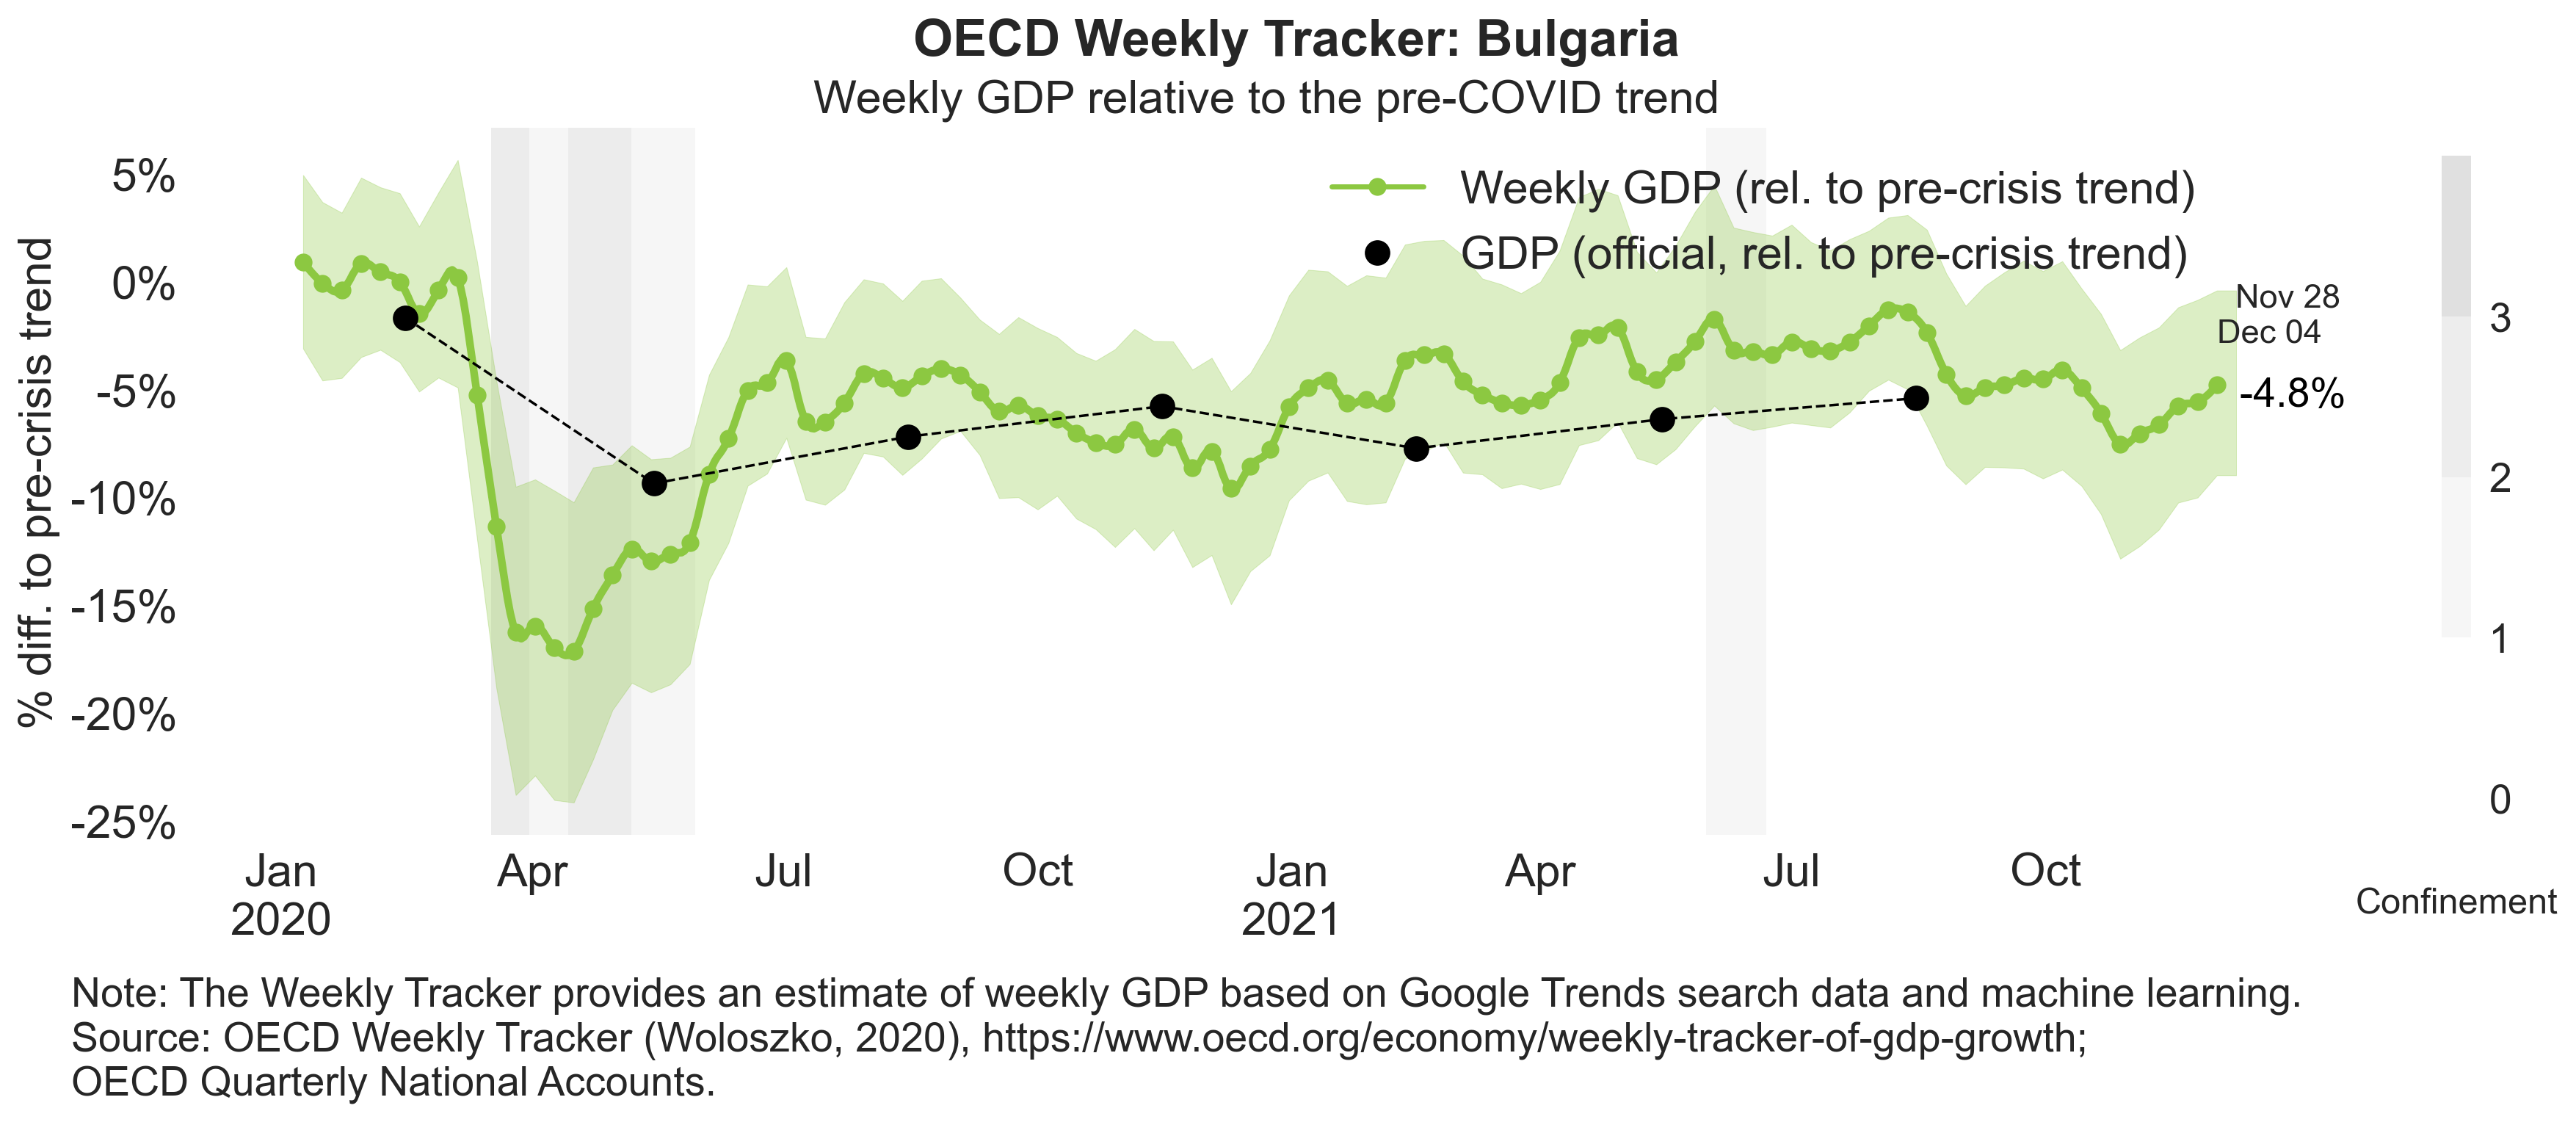 OECD Weekly Tracker: Bulgaria
Weekly GDP relative to the pre-COVID trend
% diff. to pre-crisis trend
5%
0%
-5%
-10%
-15%
-20%
-25%
Weekly GDP (rel. to pre-crisis trend)
GDP (official, rel. to pre-crisis trend)
Nov 28
Dec 04
-4.8%
3
2
1
0
Confinement
Jan Apr Jul Oct Jan Apr Jul Oct
2020 2021
Note: The Weekly Tracker provides an estimate of weekly GDP based on Google Trends search data and machine learning.
Source: OECD Weekly Tracker (Woloszko, 2020), https://www.oecd.org/economy/weekly-tracker-of-gdp-growth;
OECD Quarterly National Accounts.